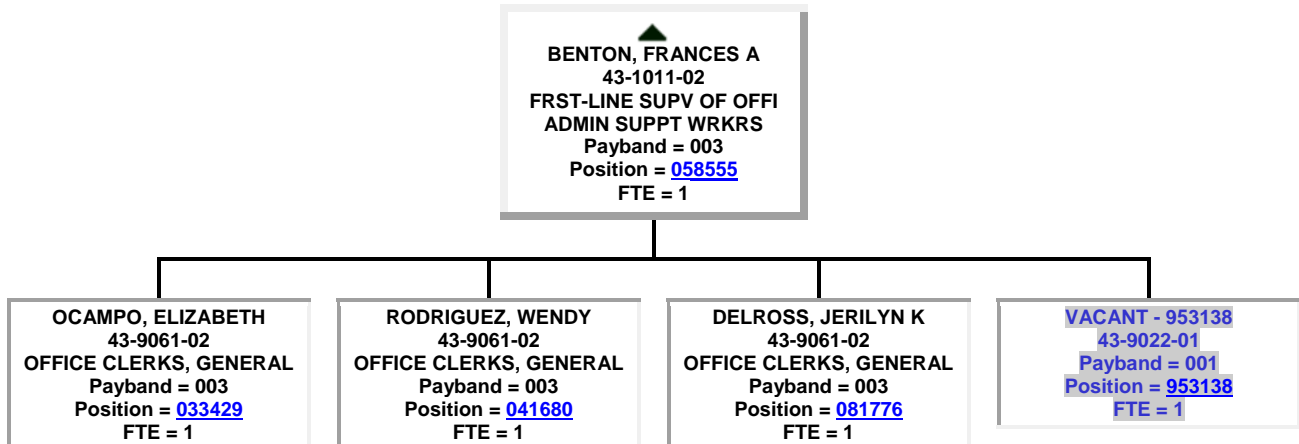 BENTON, FRANCES A
43-1011-02
FRST-LINE SUPV OF OFFI
ADMIN SUPPT WRKRS
Payband = 003
Position = 058555
FTE = 1
OCAMPO, ELIZABETH
43-9061-02
OFFICE CLERKS, GENERAL
Payband = 003
Position = 033429
FTE = 1
RODRIGUEZ, WENDY
43-9061-02
OFFICE CLERKS, GENERAL
Payband = 003
Position = 041680
FTE = 1
DELROSS, JERILYN K
43-9061-02
OFFICE CLERKS, GENERAL
Payband = 003
Position = 081776
FTE = 1
VACANT - 953138
43-9022-01
Payband = 001
Position = 953138
FTE = 1